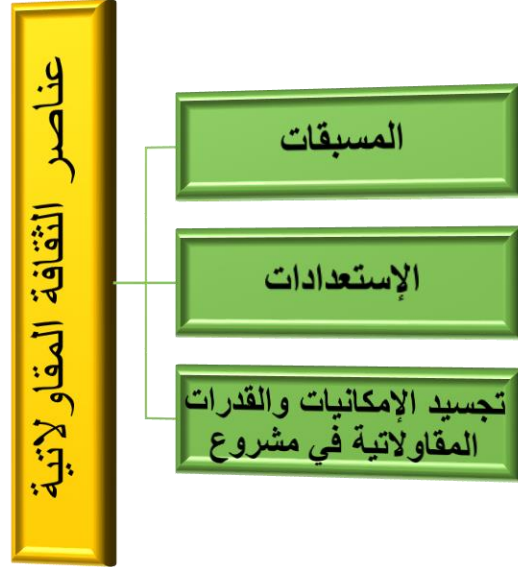 عناصر الثقافة المقاولاتية
المسبقات
الإستعدادات
تجسيد الإمكانيات والقدرات
المقاولاتية في مشروع